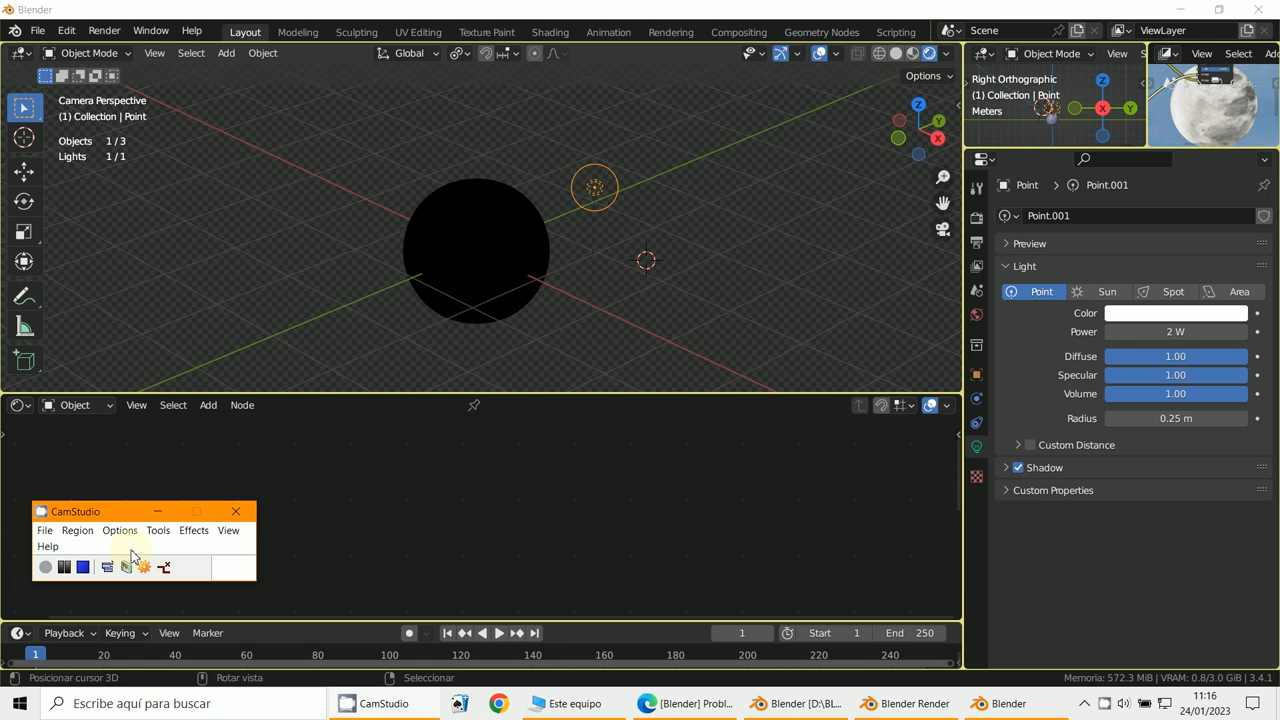 Blender
File Edit Render Window Help Layout Modeling Sculpting UV Editing Texture Paint Shading Animation Rendering Compositing Geometry Nodes Scripting Scene ViewLayer
Object Mode View Select Add Object Global
Options
Camera Perspective
(1) Collection | Point
Objects 1/3
Lights 1/1
Z
Y
X
Object Mode View S
Right Orthographic
(1) Collection | Point
Meters
Z
X
Y
View Select Add
Point Point.001
Point.001
Preview
Light
Point Sun Spot Area
Color
Power 2 W
Diffuse 1.00
Specular 1.00
Volume 1.00
Radius 0.25 m
Custom Distance
Shadow
Custom Properties
Object View Select Add Node
CamStudio
File Region Options Tools Effects View
Help
Playback Keying View Marker 1 Start 1 End 250
1 20 40 60 80 100 120 140 160 180 200 220 240
Posicionar cursor 3D Rotar vista Seleccionar Memoria: 572.3 MiB | VRAM: 0.8/3.0 GiB | 3.4.1
Escribe aquí para buscar CamStudio Este equipo [Blender] Probl... Blender [D:\BL... Blender Render Blender
11:16
24/01/2023